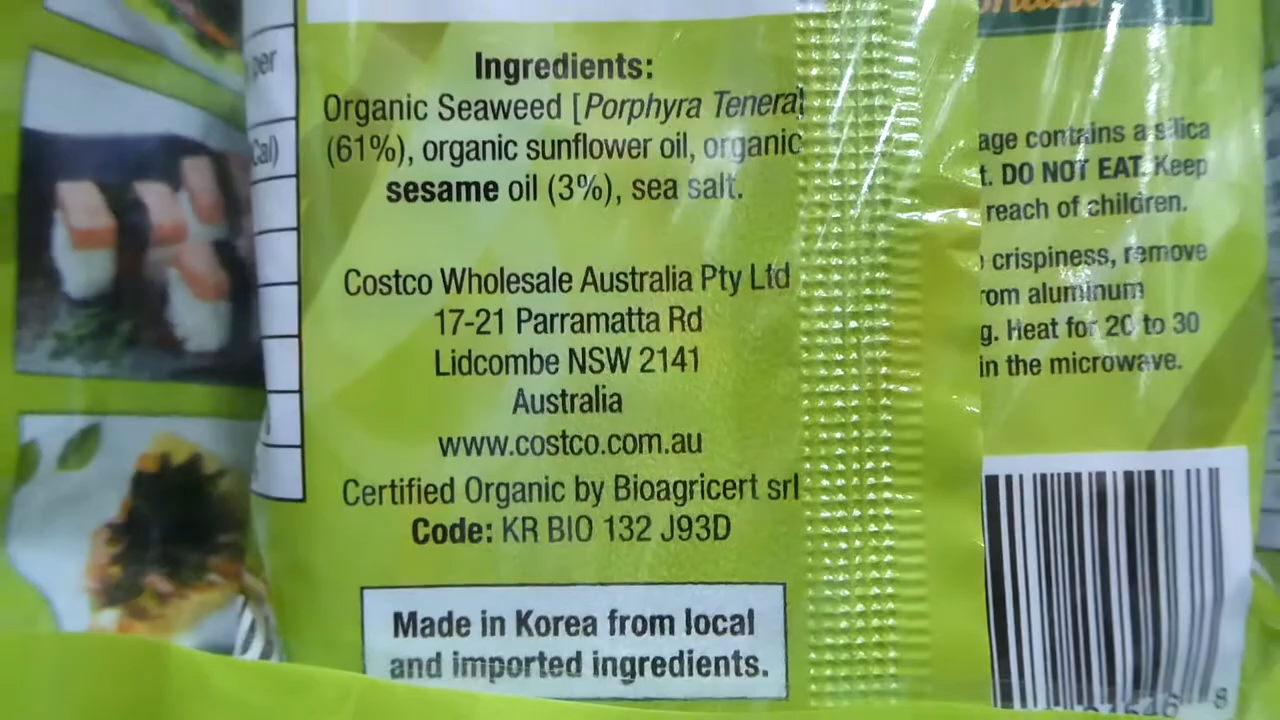 per
Cal)
Ingredients:
Organic Seaweed [Porphyra Tenera]
(61%), organic sunflower oil, organic
sesame oil (3%), sea salt.
Costco Wholesale Australia Pty Ltd
17-21 Parramatta Rd
Lidcombe NSW 2141
Australia
www.costco.com.au
Certified Organic by Bioagricert srl
Code: KR BIO 132 J93D
Made in Korea from local
and imported ingredients.
age contains a silica
t. DO NOT EAT. Keep
reach of children.
crispiness, remove
rom aluminum
g. Heat for 20 to 30
in the microwave.
8